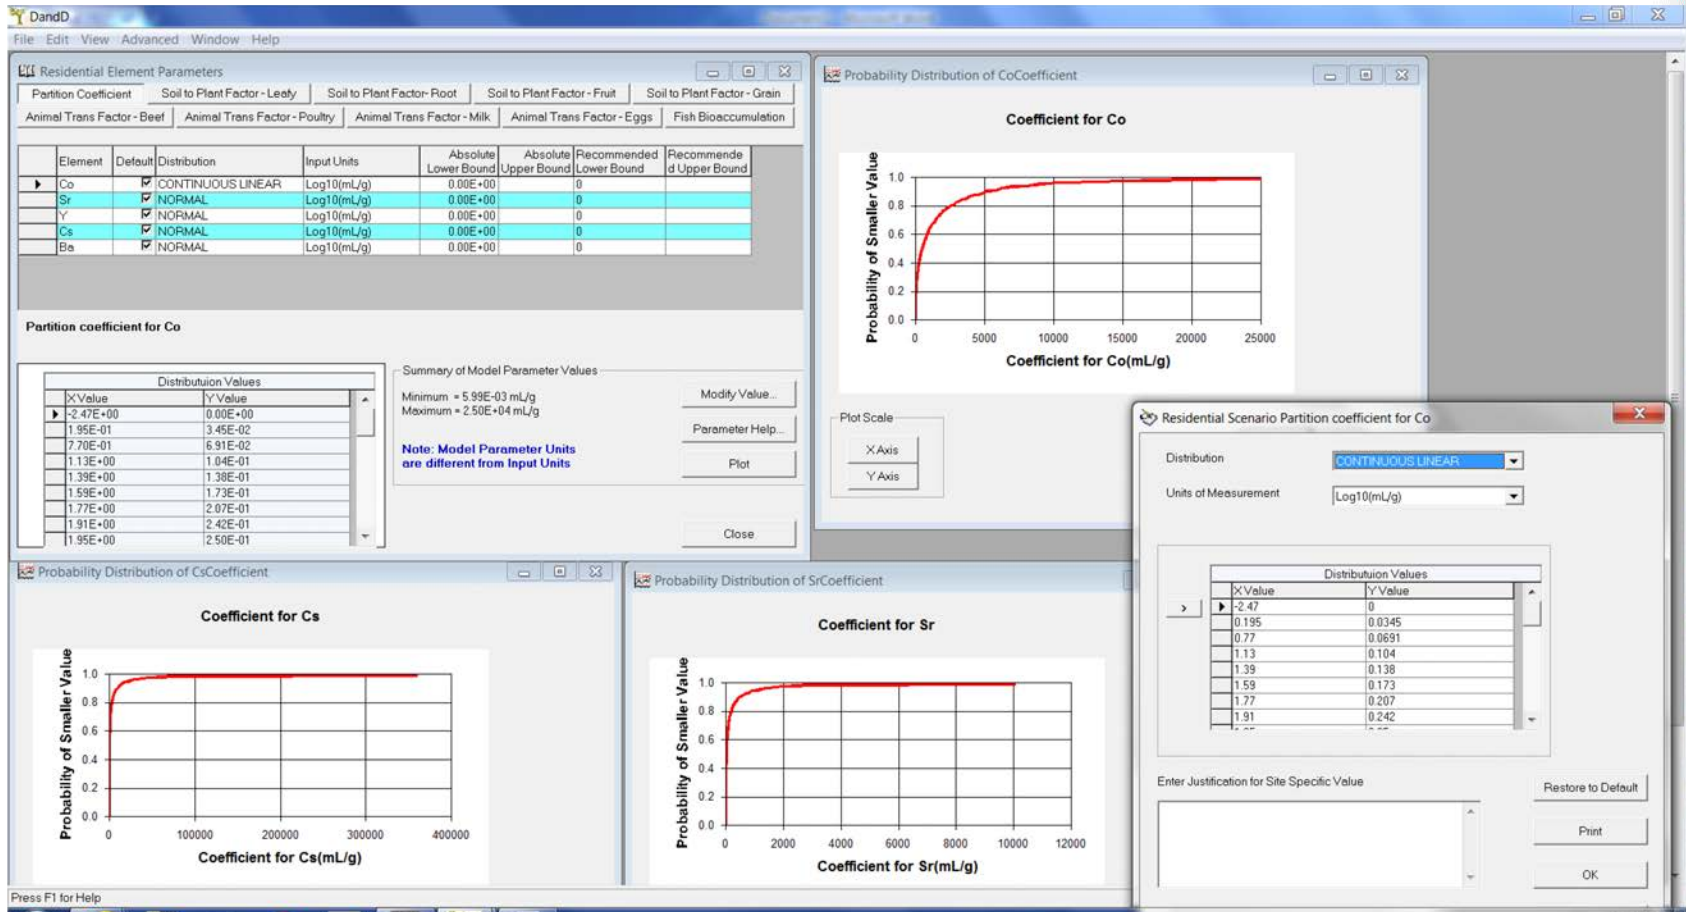 DandD
File Edit View Advanced Window Help
Residential Element Parameters
Partition Coefficient Soil to Plant Factor - Leafy Soil to Plant Factor- Root Soil to Plant Factor - Fruit Soil to Plant Factor - Grain
Animal Trans Factor - Beef Animal Trans Factor - Poultry Animal Trans Factor - Milk Animal Trans Factor - Eggs Fish Bioaccumulation
Element Default Distribution Input Units Absolute Lower Bound Absolute Upper Bound Recommended Lower Bound Recommende d Upper Bound
Co CONTINUOUS LINEAR Log10(mL/g) 0.00E+00 0
Sr NORMAL Log10(mL/g) 0.00E+00 0
Y NORMAL Log10(mL/g) 0.00E+00 0
Cs NORMAL Log10(mL/g) 0.00E+00 0
Ba NORMAL Log10(mL/g) 0.00E+00 0
Partition coefficient for Co
Distributuion Values
X Value Y Value
-2.47E+00 0.00E+00
1.95E-01 3.45E-02
7.70E-01 6.91E-02
1.13E+00 1.04E-01
1.39E+00 1.38E-01
1.59E+00 1.73E-01
1.77E+00 2.07E-01
1.91E+00 2.42E-01
1.95E+00 2.50E-01
Summary of Model Parameter Values
Minimum = 5.99E-03 mL/g
Maximum = 2.50E+04 mL/g
Note: Model Parameter Units
are different from Input Units
Modify Value...
Parameter Help...
Plot
Close
Probability Distribution of CoCoefficient
Coefficient for Co
Probability of Smaller Value
1.0
0.8
0.6
0.4
0.2
0.0
0 5000 10000 15000 20000 25000
Coefficient for Co(mL/g)
Plot Scale
X Axis
Y Axis
Probability Distribution of CsCoefficient
Coefficient for Cs
Probability of Smaller Value
1.0
0.8
0.6
0.4
0.2
0.0
0 100000 200000 300000 400000
Coefficient for Cs(mL/g)
Probability Distribution of SrCoefficient
Coefficient for Sr
Probability of Smaller Value
1.0
0.8
0.6
0.4
0.2
0.0
0 2000 4000 6000 8000 10000 12000
Coefficient for Sr(mL/g)
Residential Scenario Partition coefficient for Co
Distribution CONTINUOUS LINEAR
Units of Measurement Log10(mL/g)
Distributuion Values
X Value Y Value
-2.47 0
0.195 0.0345
0.77 0.0691
1.13 0.104
1.39 0.138
1.59 0.173
1.77 0.207
1.91 0.242
Enter Justification for Site Specific Value
Restore to Default
Print
OK
Press F1 for Help